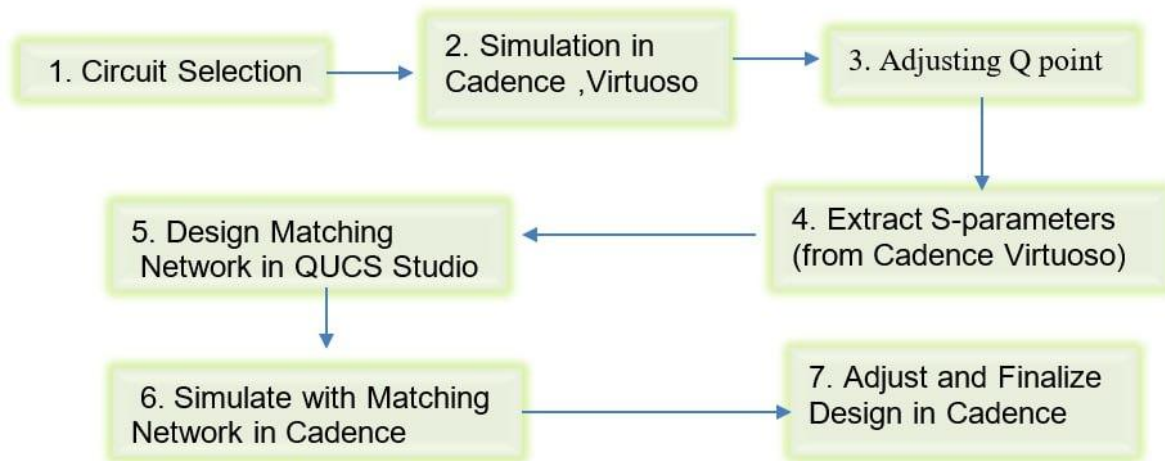 1. Circuit Selection
2. Simulation in
Cadence ,Virtuoso
3. Adjusting Q point
4. Extract S-parameters
(from Cadence Virtuoso)
5. Design Matching
Network in QUCS Studio
6. Simulate with Matching
Network in Cadence
7. Adjust and Finalize
Design in Cadence